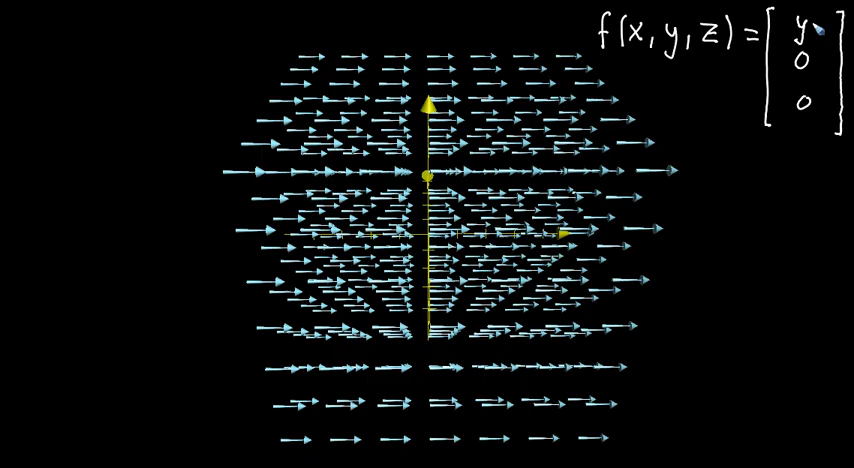 f(x, y, z) = [ y
0
0 ]